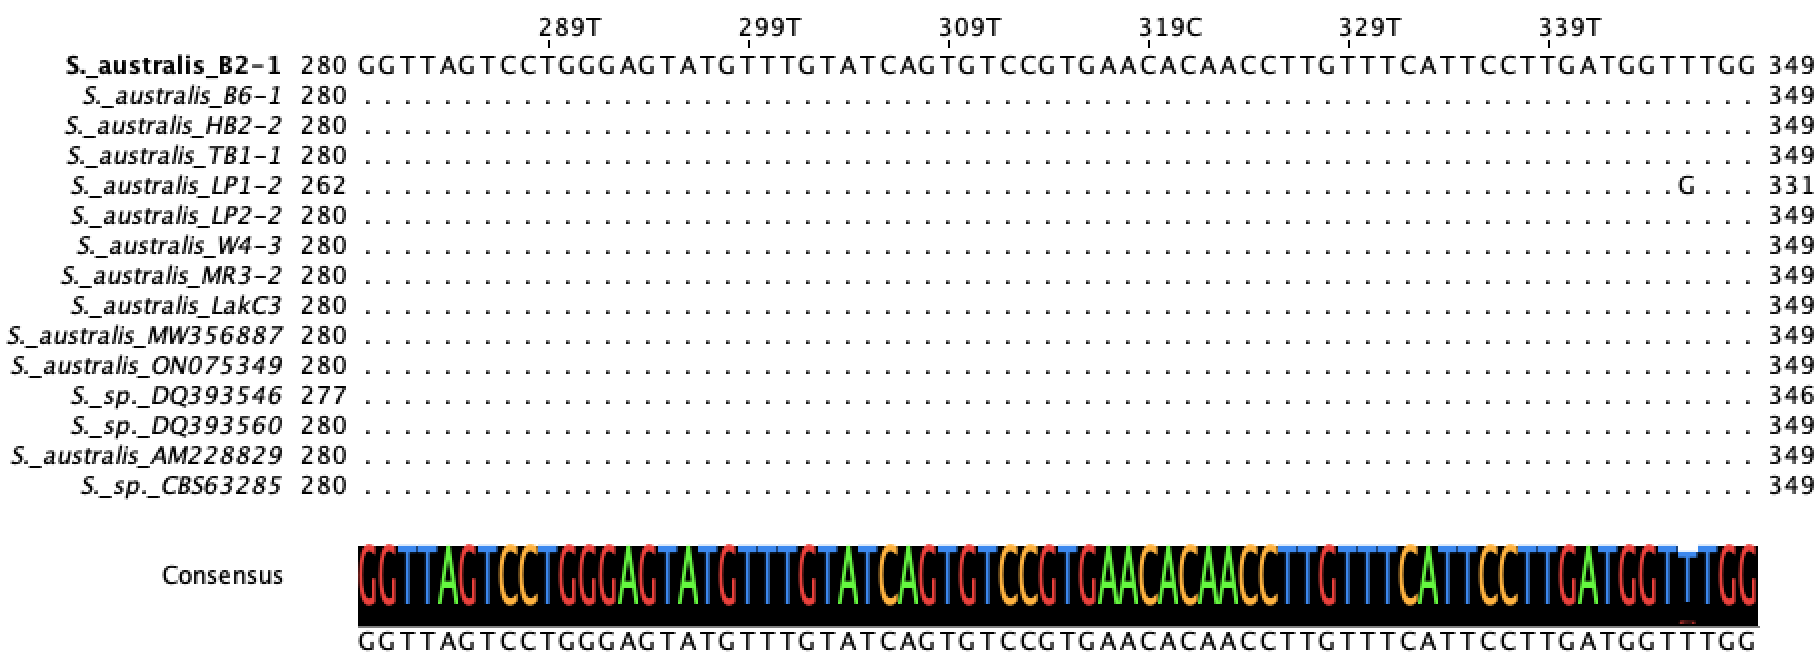 289T 299T 309T 319C 329T 339T
S._australis_B2-1 280 GGTTAGTCCTGGGAGTATGTTTGTATCAGTGTCCGTGAACACAACCTTGTTTCATTCCTTGATGGTTTGG 349
S._australis_B6-1 280 ...................................................................... 349
S._australis_HB2-2 280 ...................................................................... 349
S._australis_TB1-1 280 ...................................................................... 349
S._australis_LP1-2 262 ..................................................................G... 331
S._australis_LP2-2 280 ...................................................................... 349
S._australis_W4-3 280 ...................................................................... 349
S._australis_MR3-2 280 ...................................................................... 349
S._australis_LakC3 280 ...................................................................... 349
S._australis_MW356887 280 ...................................................................... 349
S._australis_ON075349 280 ...................................................................... 349
S._sp._DQ393546 277 ...................................................................... 346
S._sp._DQ393560 280 ...................................................................... 349
S._australis_AM228829 280 ...................................................................... 349
S._sp._CBS63285 280 ...................................................................... 349
Consensus GGTTAGTCCTGGGAGTATGTTTGTATCAGTGTCCGTGAACACAACCTTGTTTCATTCCTTGATGGTTTGG
GGTTAGTCCTGGGAGTATGTTTGTATCAGTGTCCGTGAACACAACCTTGTTTCATTCCTTGATGGTTTGG